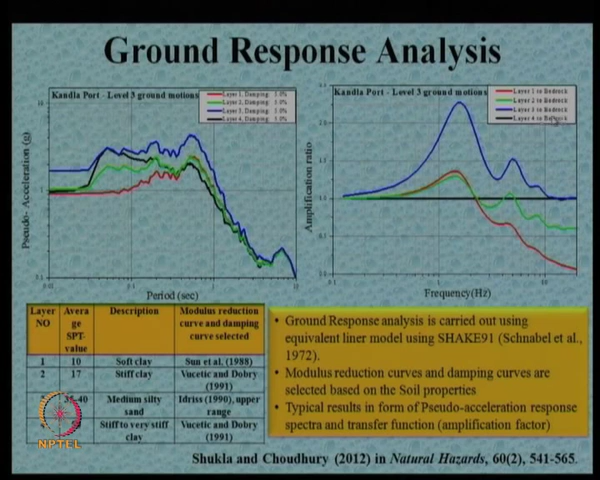 Ground Response Analysis
Kandla Port - Level 3 ground motions
Layer 1, Damping: 5.0%
Layer 2, Damping: 5.0%
Layer 3, Damping: 5.0%
Layer 4, Damping: 5.0%
Pseudo- Acceleration (g)
Period (sec)
Kandla Port - Level 3 ground motions
Layer 1 to Bedrock
Layer 2 to Bedrock
Layer 3 to Bedrock
Layer 4 to Bedrock
Amplification ratio
Frequency(Hz)
Layer NO
Avera ge SPT- value
Description
Modulus reduction curve and damping curve selected
1 10 Soft clay Sun et al. (1988)
2 17 Stiff clay Vucetic and Dobry (1991)
-40 Medium silty sand Idriss (1990), upper range
Stiff to very stiff clay Vucetic and Dobry (1991)
• Ground Response analysis is carried out using
equivalent liner model using SHAKE91 (Schnabel et al.,
1972).
• Modulus reduction curves and damping curves are
selected based on the Soil properties
• Typical results in form of Pseudo-acceleration response
spectra and transfer function (amplification factor)
NPTEL
Shukla and Choudhury (2012) in Natural Hazards, 60(2), 541-565.